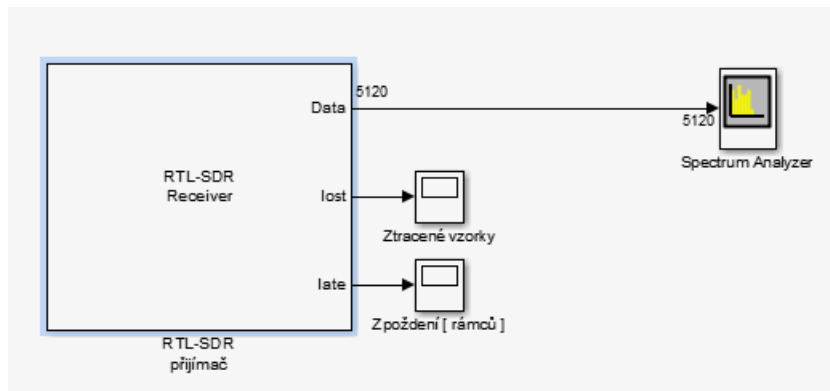 5120
Data
5120
Spectrum Analyzer
RTL-SDR
Receiver
lost
Ztracené vzorky
late
Zpoždění [ rámců ]
RTL-SDR
přijímač